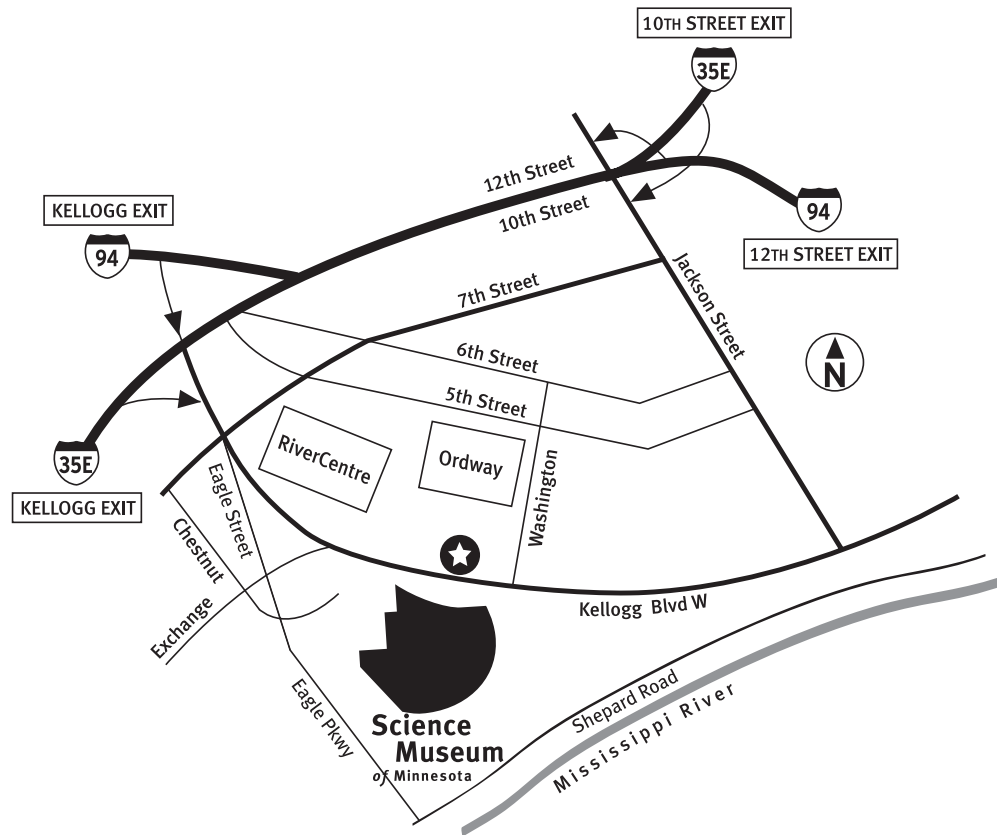 10TH STREET EXIT
35E
12th Street
10th Street
KELLOGG EXIT
94
94
12TH STREET EXIT
7th Street
Jackson Street
6th Street
N
5th Street
RiverCentre
Ordway
Washington
35E
KELLOGG EXIT
Eagle Street
Chestnut
Exchange
Kellogg Blvd W
Eagle Pkwy
Shepard Road
Mississippi River
Science
Museum
of Minnesota